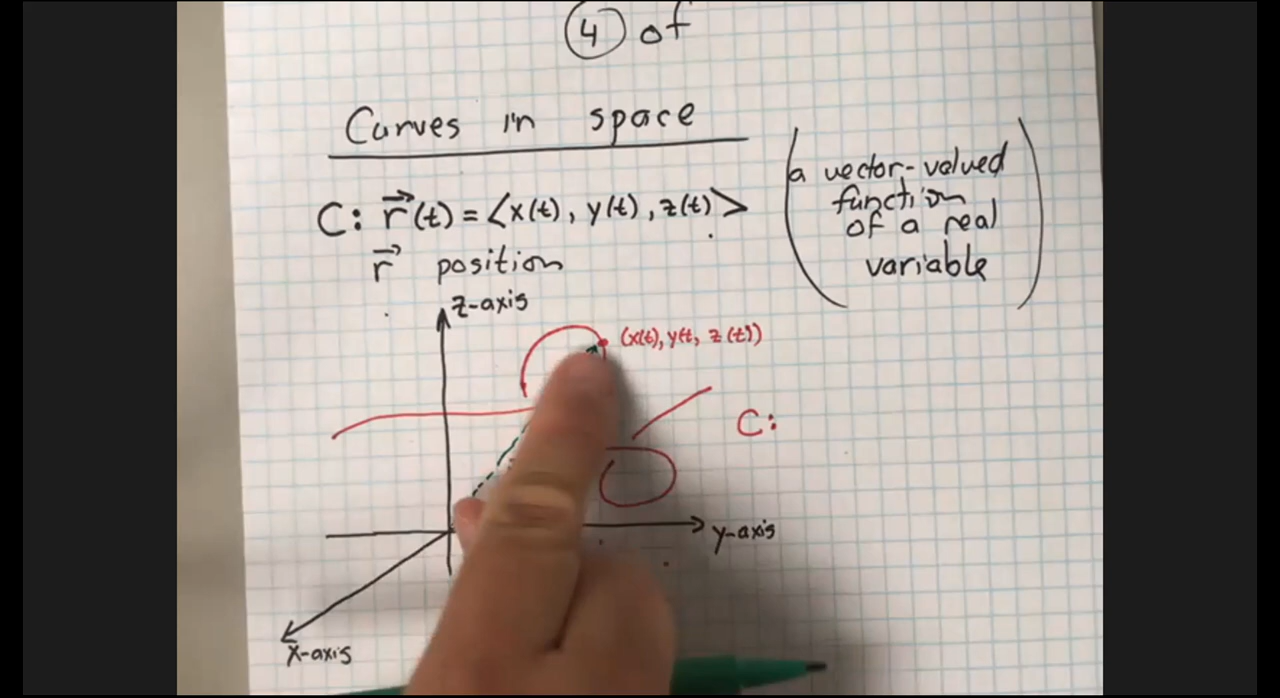 ④ of
Curves in space
C: r⃗(t) = <x(t), y(t), z(t)>
(a vector-valued
function
of a real
variable)
r⃗ position
z-axis
(x(t), y(t, z(t))
C:
y-axis
x-axis